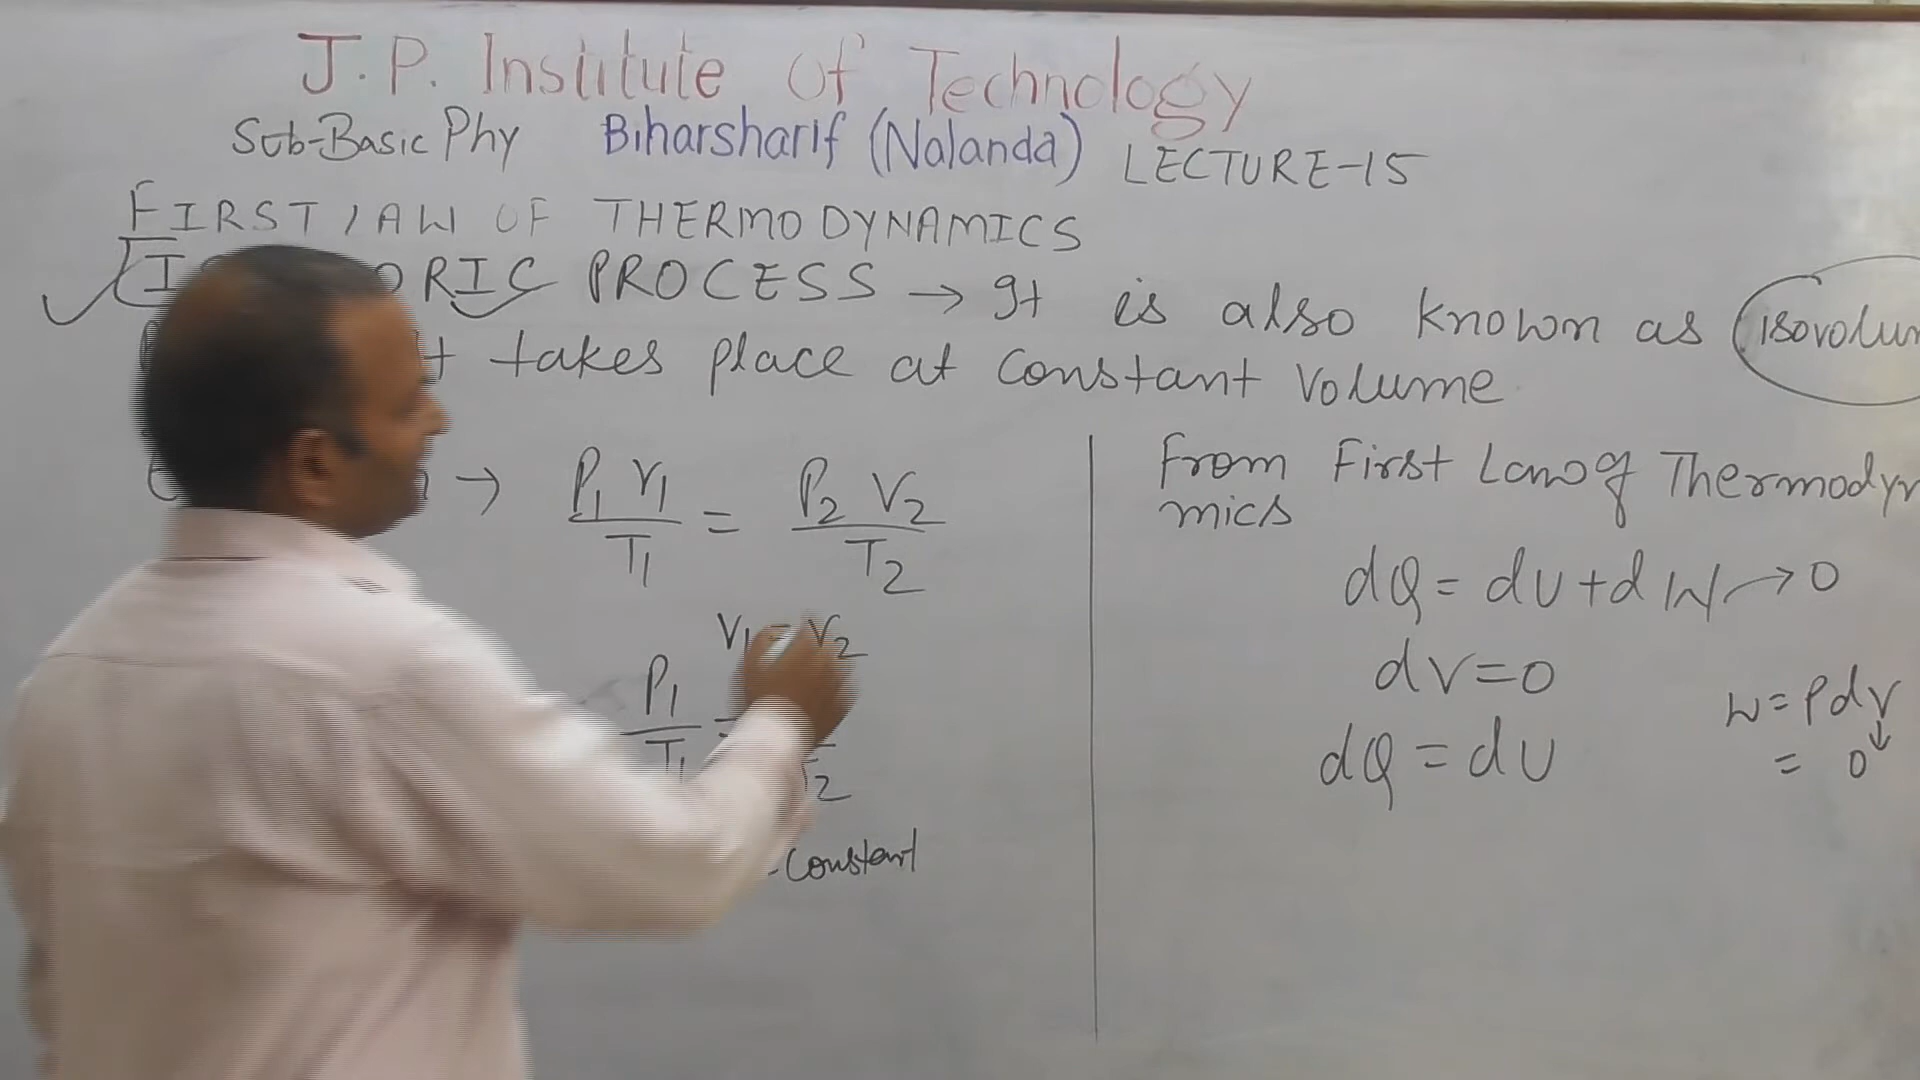 J.P. Institute Of Technology
Sub-Basic Phy Biharsharif (Nalanda) LECTURE-15
FIRST LAW OF THERMODYNAMICS
PROCESS → It is also known as
takes place at constant volume
→ P₁ V₁ / T₁ = P₂ V₂ / T₂
V₁ = V₂
P₁ / T₁ =
Constant
From First Law of
mics
dQ = dU + dW → 0
dV = 0
W = PdV
= 0
dQ = dU